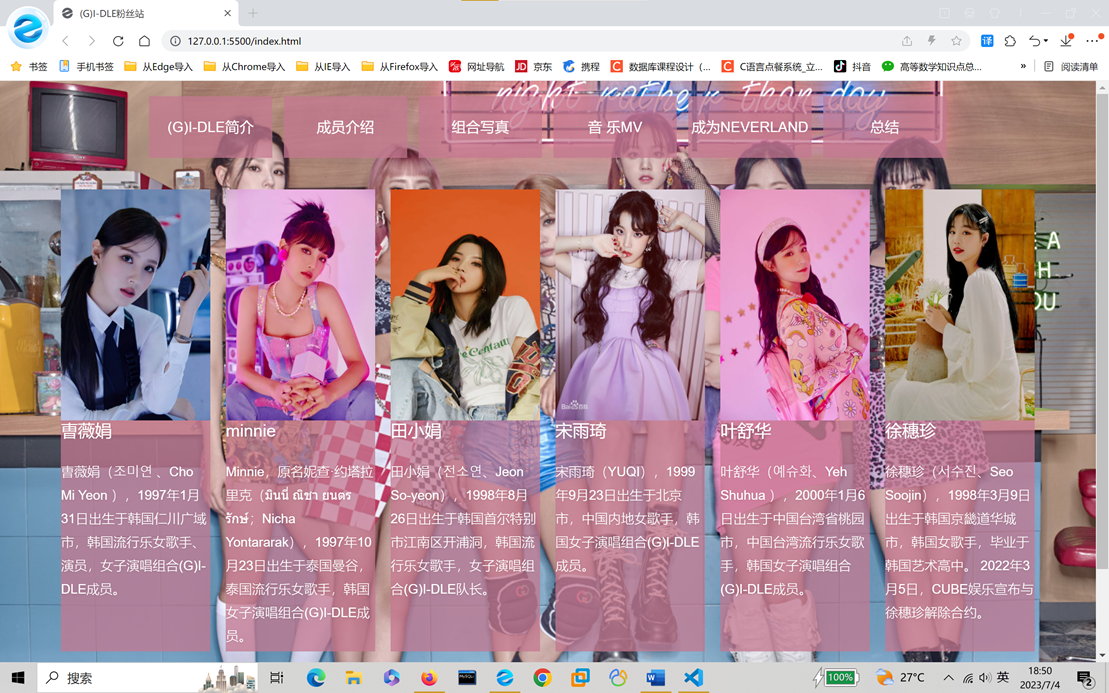 (G)I-DLE粉丝站
127.0.0.1:5500/index.html
译
书签 手机书签 从Edge导入 从Chrome导入 从IE导入 从Firefox导入 网址导航 JD 京东 携程 C 数据库课程设计（... C C语言点餐系统_立... 抖音 高等数学知识点总... » 阅读清单
night rather than day
(G)I-DLE简介 成员介绍 组合写真 音 乐MV 成为NEVERLAND 总结
Baidu百科
曺薇娟
曺薇娟（조미연 、Cho
Mi Yeon ），1997年1月
31日出生于韩国仁川广域
市，韩国流行乐女歌手、
演员，女子演唱组合(G)I-
DLE成员。
minnie
Minnie，原名妮查·约塔拉
里克（มินนี่ ณิชา ยนตร
รักษ์；Nicha
Yontararak），1997年10
月23日出生于泰国曼谷，
泰国流行乐女歌手，韩国
女子演唱组合(G)I-DLE成
员。
田小娟
田小娟（전소연、Jeon
So-yeon），1998年8月
26日出生于韩国首尔特别
市江南区开浦洞，韩国流
行乐女歌手，女子演唱组
合(G)I-DLE队长。
宋雨琦
宋雨琦（YUQI），1999
年9月23日出生于北京
市，中国内地女歌手，韩
国女子演唱组合(G)I-DLE
成员。
叶舒华
叶舒华（예슈화、Yeh
Shuhua ），2000年1月6
日出生于中国台湾省桃园
市，中国台湾流行乐女歌
手，韩国女子演唱组合
(G)I-DLE成员。
徐穗珍
徐穗珍（서수진、Seo
Soojin），1998年3月9日
出生于韩国京畿道华城
市，韩国女歌手，毕业于
韩国艺术高中。 2022年3
月5日，CUBE娱乐宣布与
徐穗珍解除合约。
搜索
100% 27°C 英 18:50
2023/7/4 2